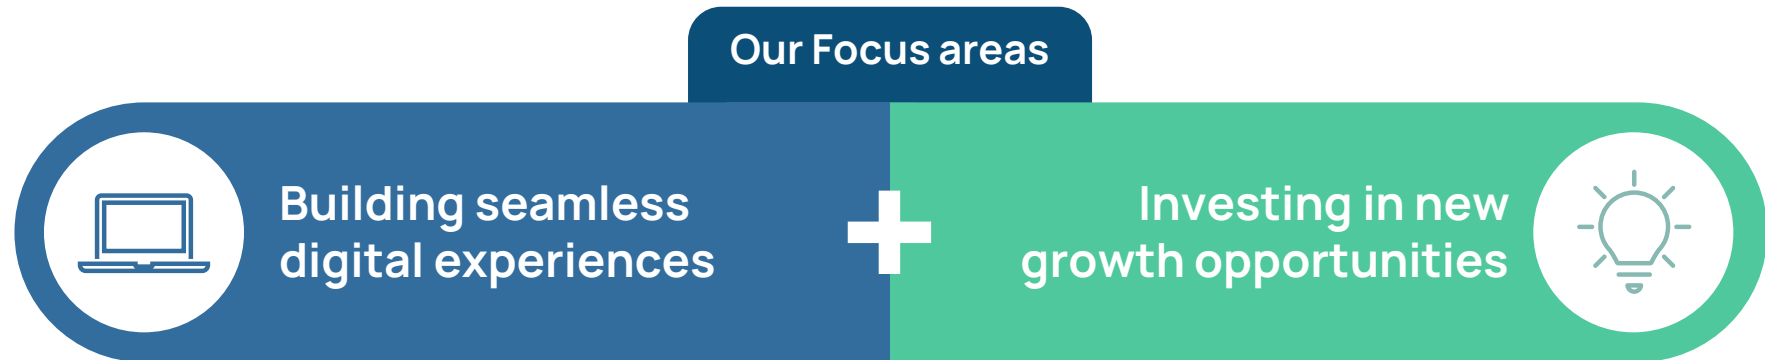 Our Focus areas
Building seamless
digital experiences
Investing in new
growth opportunities